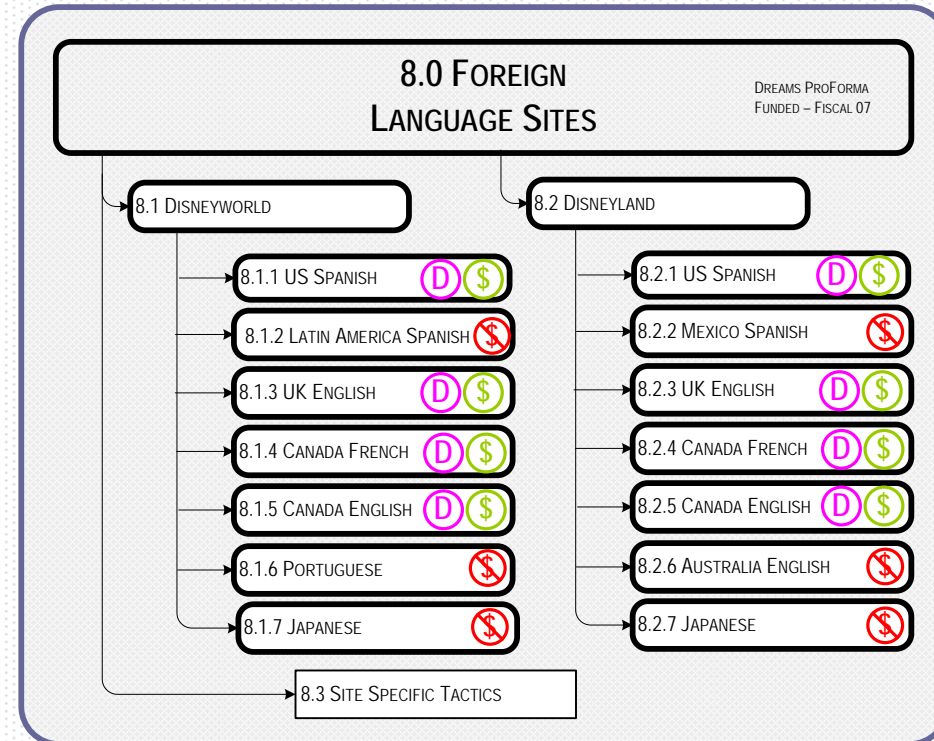 8.0 FOREIGN
LANGUAGE SITES
DREAMS PROFORMA
FUNDED – FISCAL 07
8.1 DISNEYWORLD
8.1.1 US SPANISH D $
8.1.2 LATIN AMERICA SPANISH $
8.1.3 UK ENGLISH D $
8.1.4 CANADA FRENCH D $
8.1.5 CANADA ENGLISH D $
8.1.6 PORTUGUESE $
8.1.7 JAPANESE $
8.2 DISNEYLAND
8.2.1 US SPANISH D $
8.2.2 MEXICO SPANISH $
8.2.3 UK ENGLISH D $
8.2.4 CANADA FRENCH D $
8.2.5 CANADA ENGLISH D $
8.2.6 AUSTRALIA ENGLISH $
8.2.7 JAPANESE $
8.3 SITE SPECIFIC TACTICS